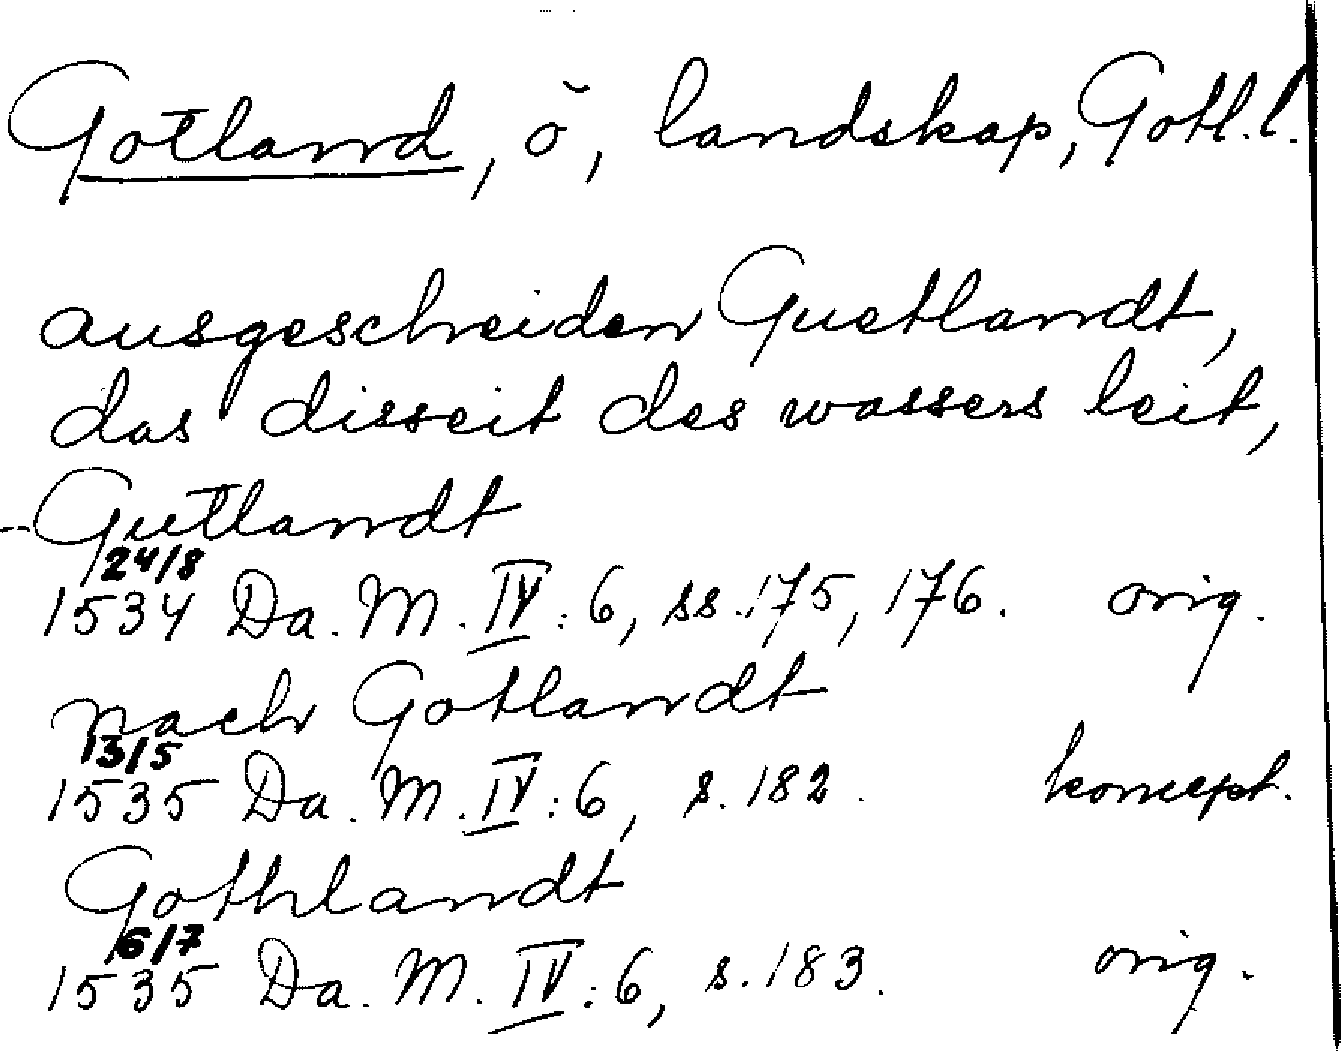 Gotland, ö, landskap, Gotl. l.
ausgescheiden Guetlandt,
das disseit des wassers leit,
Gutlandt
24/8
1534 Da. M. IV: 6, ss. 175, 176. orig.
nach Gotlandt
13/5
1535 Da. M. IV: 6, s. 182. koncept.
Gothlandt
6/7
1535 Da. M. IV: 6, s. 183. orig.